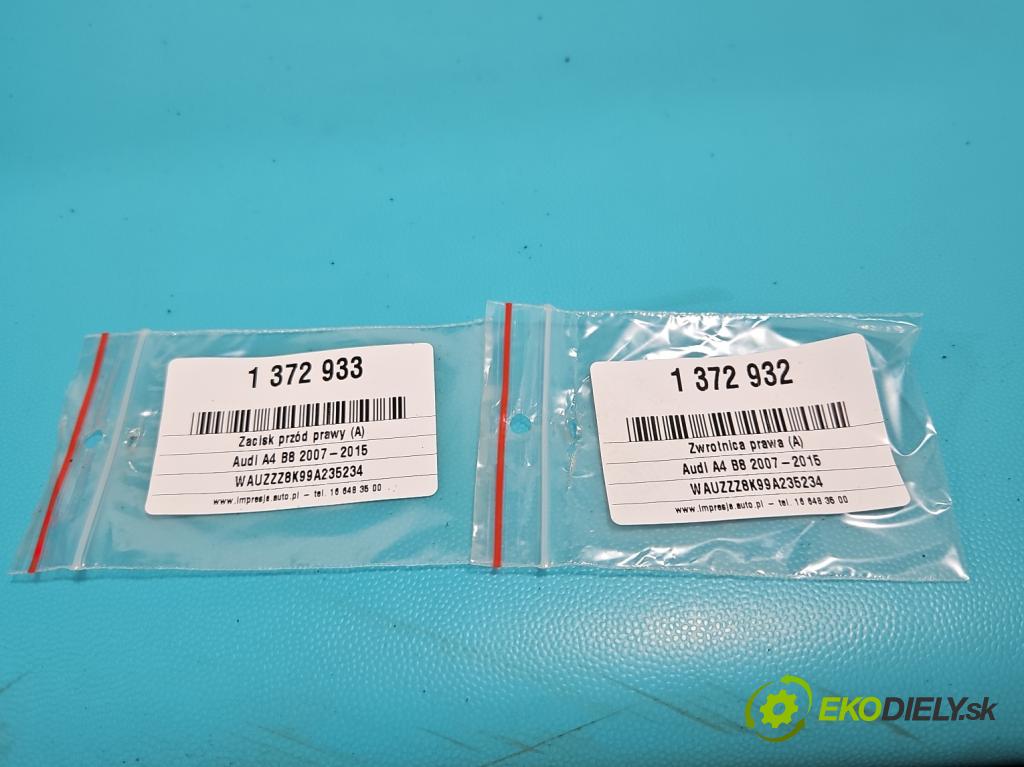 1 372 933
Zacisk przód prawy (A)
Audi A4 B8 2007-2015
WAUZZZ8K99A235234
www.impresja.auto.pl - tel. 16 648 35 00
1 372 932
Zwrotnica prawa (A)
Audi A4 B8 2007-2015
WAUZZZ8K99A235234
www.impresja.auto.pl - tel. 16 648 35 00
EKODIELY.sk